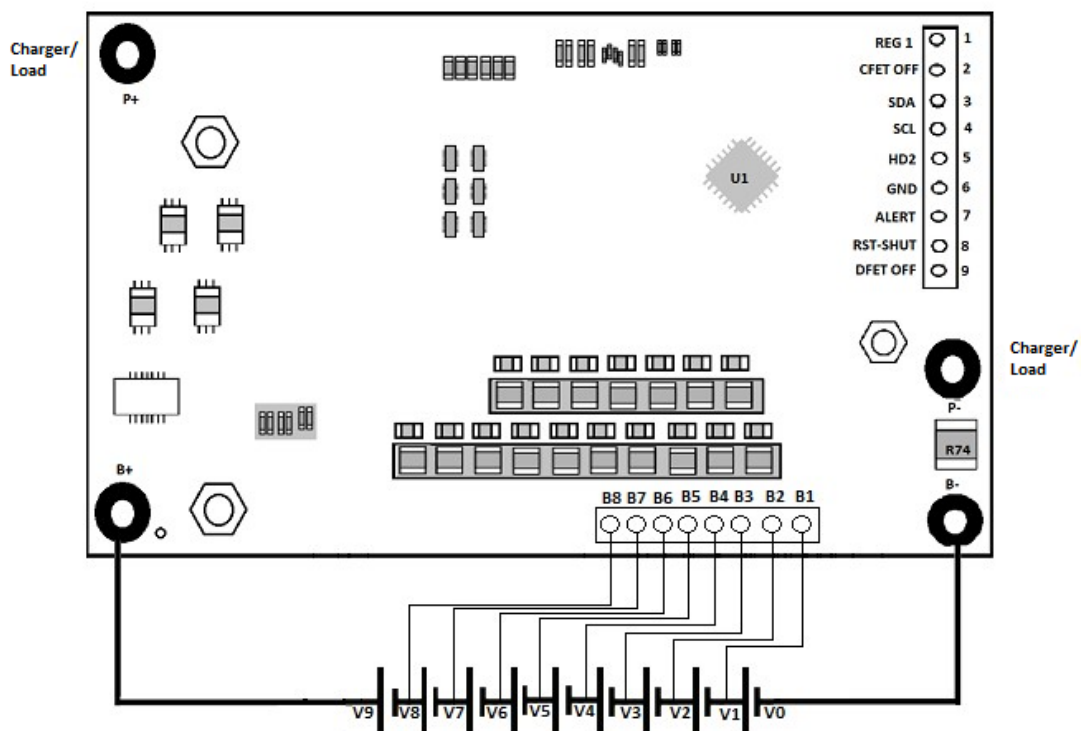 Charger/
Load
P+
REG 1 1
CFET OFF 2
SDA 3
SCL 4
HD2 5
GND 6
ALERT 7
RST-SHUT 8
DFET OFF 9
U1
Charger/
Load
P-
R74
B+
B-
B8 B7 B6 B5 B4 B3 B2 B1
V9 V8 V7 V6 V5 V4 V3 V2 V1 V0